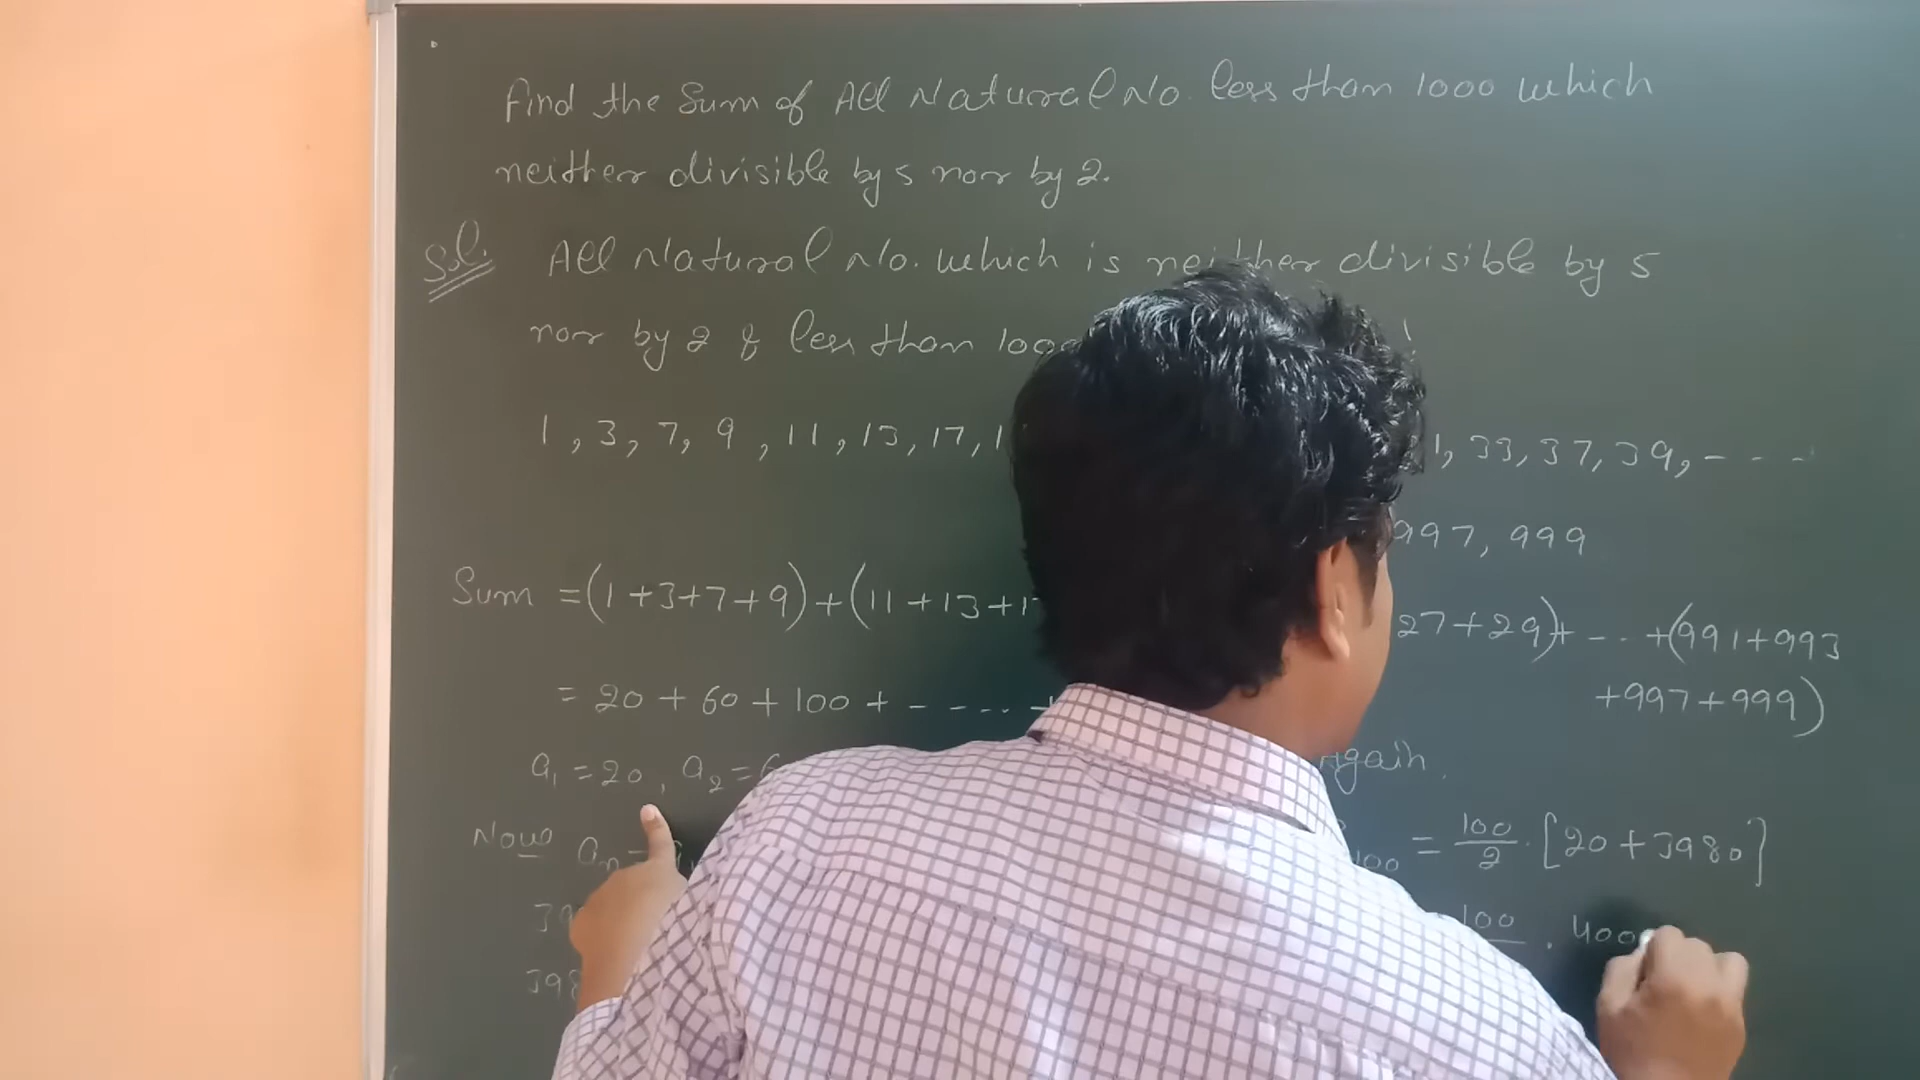 Find the Sum of All Natural No. less than 1000 which
neither divisible by 5 nor by 2.
Sol. All Natural No. which is neither divisible by 5
nor by 2 & less than 1000
1, 3, 7, 9, 11, 13, 17, 1 1, 33, 37, 39, - - - -
997, 999
Sum = (1+3+7+9)+(11+13+1 27+29)+ - .. +(991+993
+997+999)
= 20 + 60 + 100 + - - - .. +
a1 = 20, a2 = 6
Again.
Now an =
100 = 100/2 . [20+3980]
39
100 . 400
398